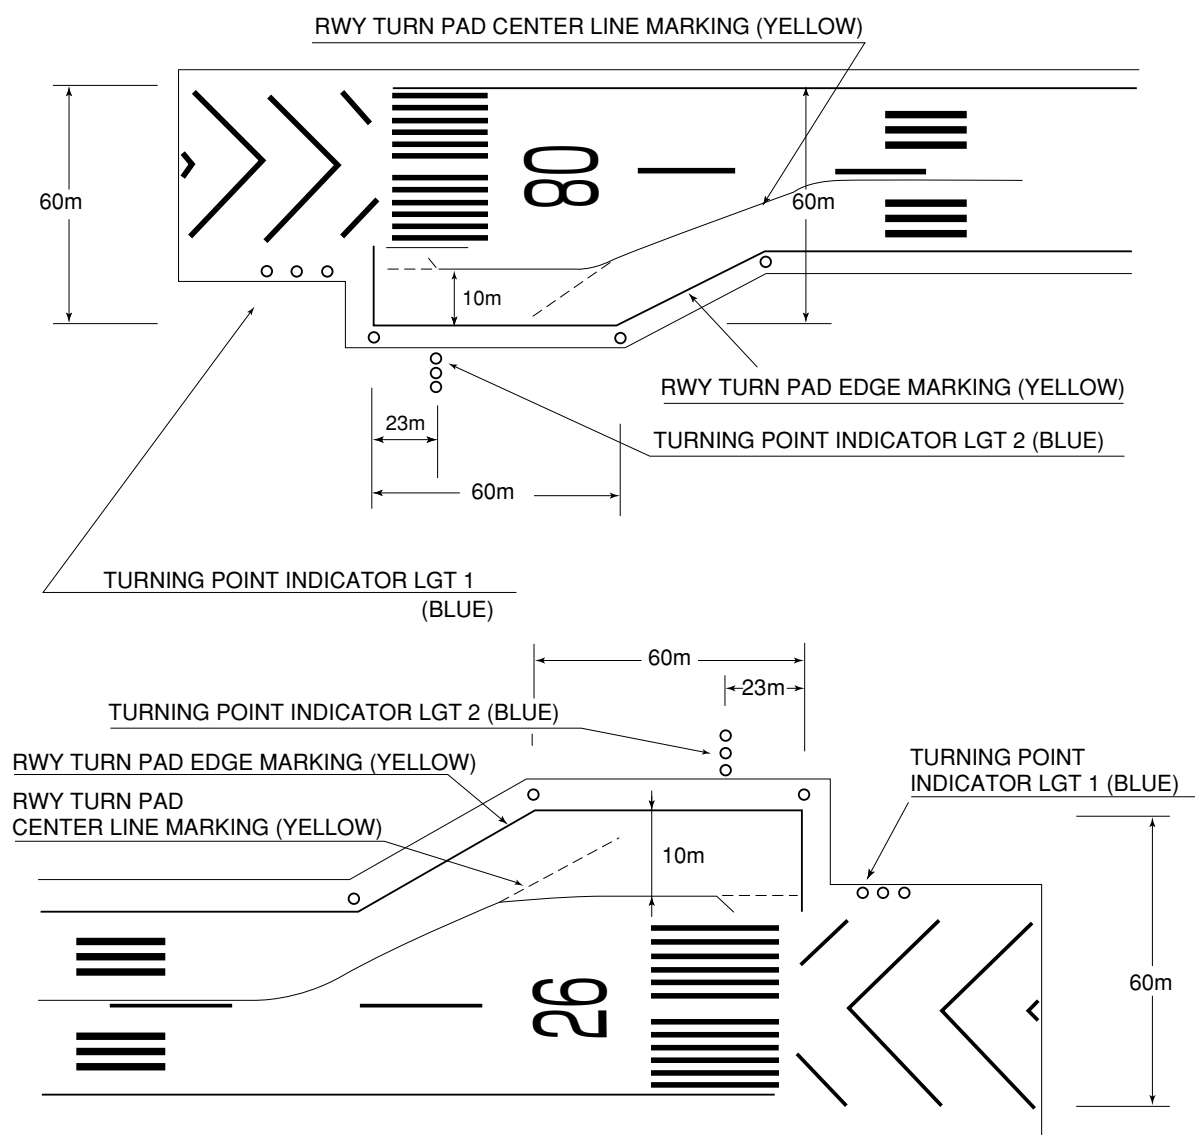 RWY TURN PAD CENTER LINE MARKING (YELLOW)
60m
08
60m
10m
RWY TURN PAD EDGE MARKING (YELLOW)
23m
TURNING POINT INDICATOR LGT 2 (BLUE)
60m
TURNING POINT INDICATOR LGT 1
(BLUE)
60m
23m
TURNING POINT INDICATOR LGT 2 (BLUE)
RWY TURN PAD EDGE MARKING (YELLOW)
TURNING POINT
INDICATOR LGT 1 (BLUE)
RWY TURN PAD
CENTER LINE MARKING (YELLOW)
10m
60m
26